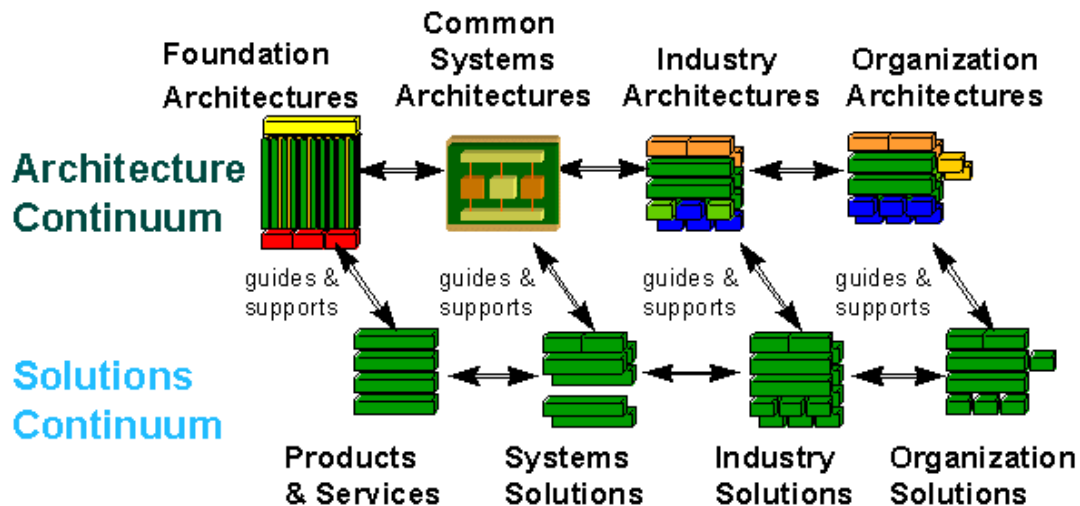 Foundation
Architectures
Common
Systems
Architectures
Industry
Architectures
Organization
Architectures
Architecture
Continuum
guides &
supports
guides &
supports
guides &
supports
guides &
supports
Solutions
Continuum
Products
& Services
Systems
Solutions
Industry
Solutions
Organization
Solutions